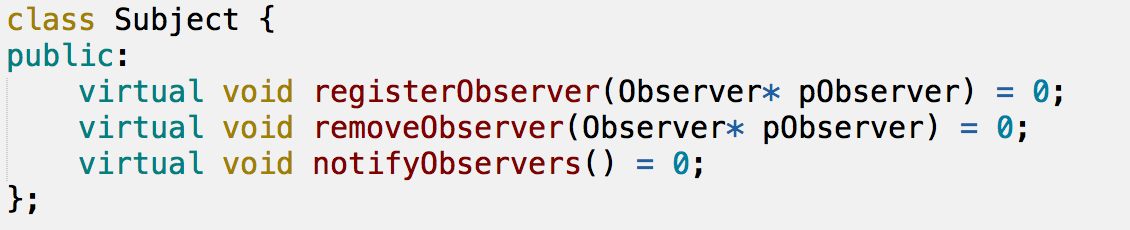 class Subject {
public:
    virtual void registerObserver(Observer* pObserver) = 0;
    virtual void removeObserver(Observer* pObserver) = 0;
    virtual void notifyObservers() = 0;
};